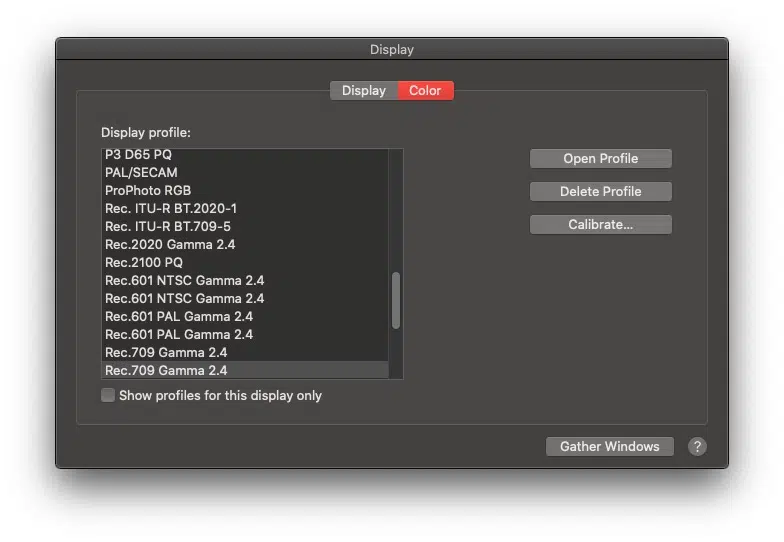 Display
Display
Color
Display profile:
P3 D65 PQ
PAL/SECAM
ProPhoto RGB
Rec. ITU-R BT.2020-1
Rec. ITU-R BT.709-5
Rec.2020 Gamma 2.4
Rec.2100 PQ
Rec.601 NTSC Gamma 2.4
Rec.601 NTSC Gamma 2.4
Rec.601 PAL Gamma 2.4
Rec.601 PAL Gamma 2.4
Rec.709 Gamma 2.4
Rec.709 Gamma 2.4
Show profiles for this display only
Open Profile
Delete Profile
Calibrate...
Gather Windows
?